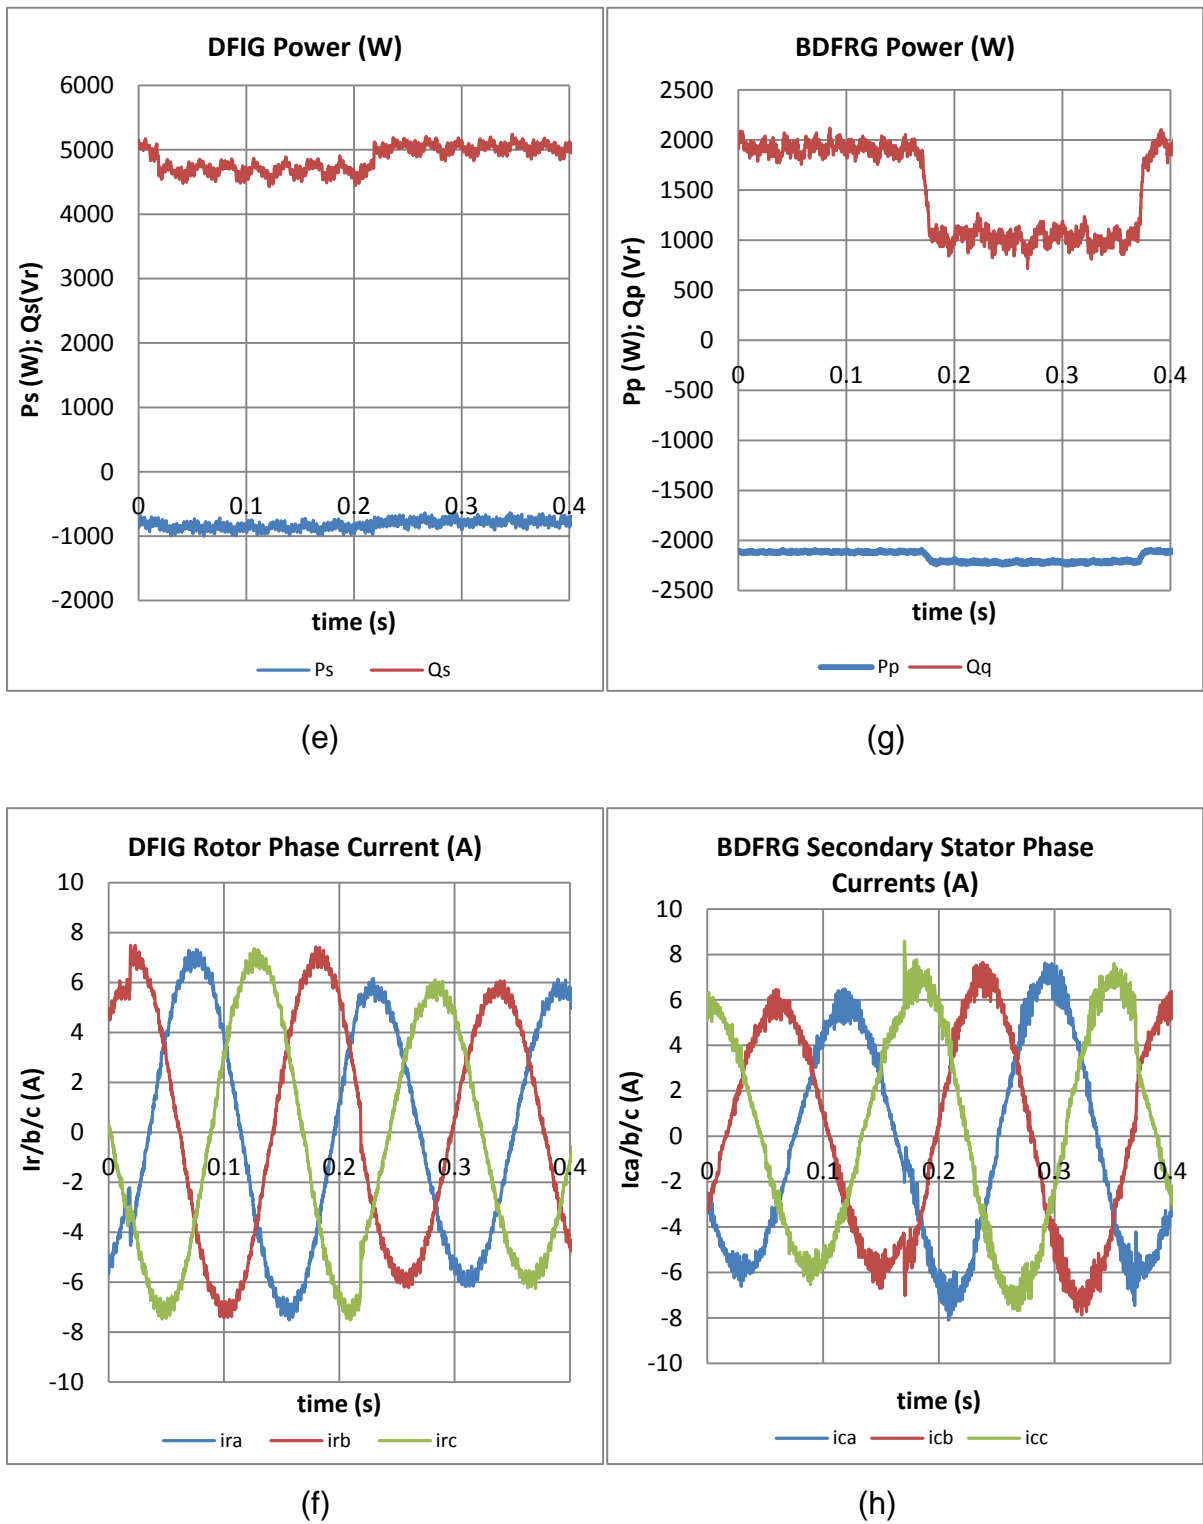 DFIG Power (W)
6000
5000
4000
3000
2000
1000
0
-1000
-2000
0 0.1 0.2 0.3 0.4
Ps (W); Qs(Vr)
time (s)
Ps Qs
(e)
BDFRG Power (W)
2500
2000
1500
1000
500
0
-500
-1000
-1500
-2000
-2500
0 0.1 0.2 0.3 0.4
Pp (W); Qp (Vr)
time (s)
Pp Qq
(g)
DFIG Rotor Phase Current (A)
10
8
6
4
2
0
-2
-4
-6
-8
-10
0 0.1 0.2 0.3 0.4
Ir/b/c (A)
time (s)
ira irb irc
(f)
BDFRG Secondary Stator Phase
Currents (A)
10
8
6
4
2
0
-2
-4
-6
-8
-10
0 0.1 0.2 0.3 0.4
Ica/b/c (A)
time (s)
ica icb icc
(h)